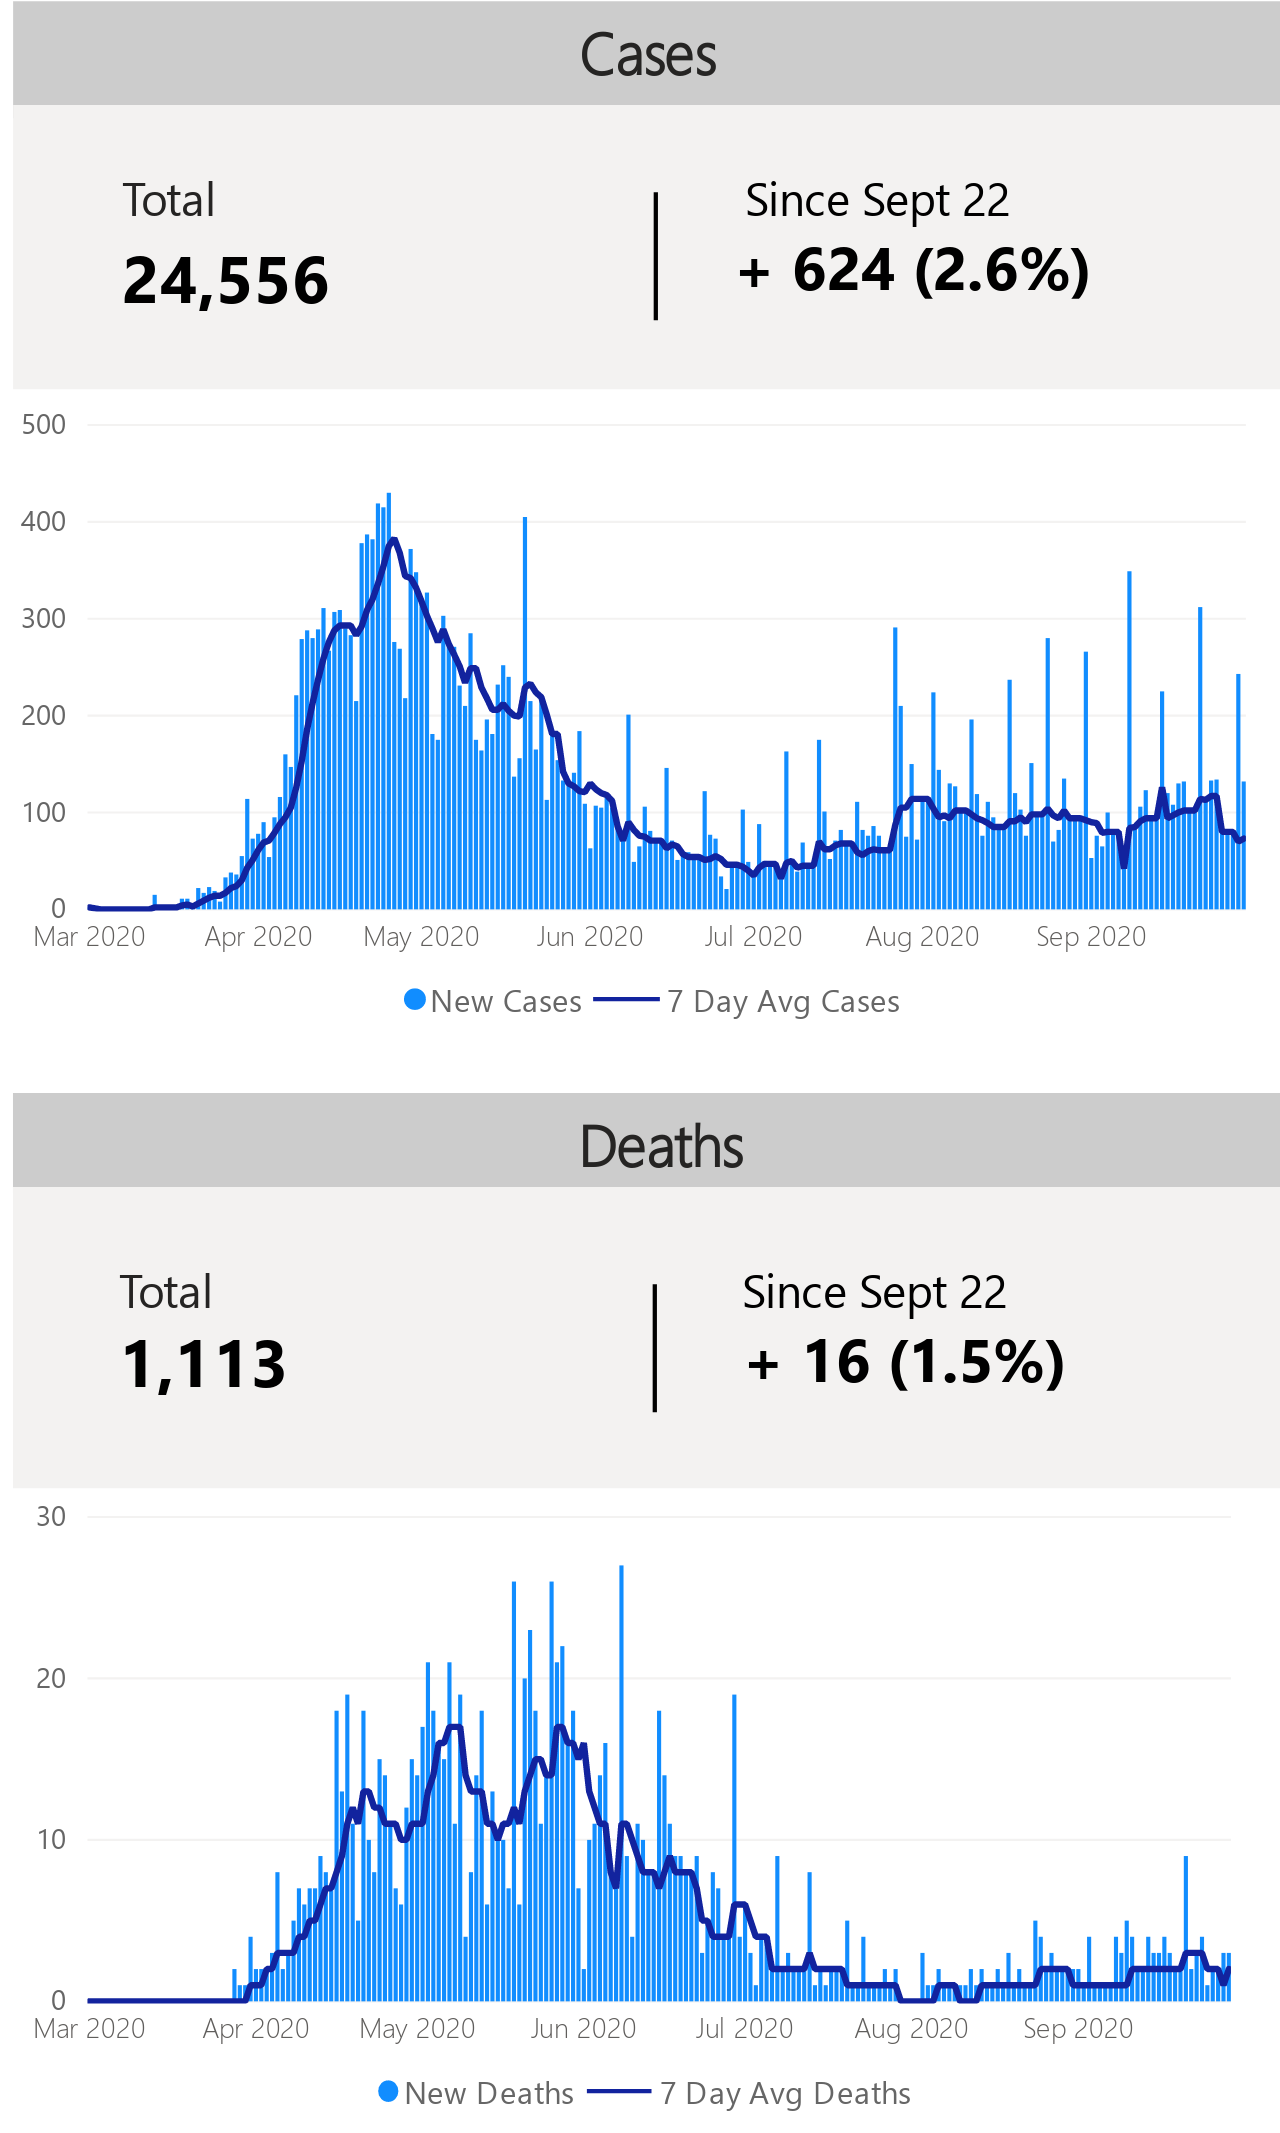 Cases
Total
Since Sept 22
24,556
+ 624 (2.6%)
500
400
300
200
100
0
Mar 2020 Apr 2020 May 2020 Jun 2020 Jul 2020 Aug 2020 Sep 2020
New Cases 7 Day Avg Cases
Deaths
Total
Since Sept 22
1,113
+ 16 (1.5%)
30
20
10
0
Mar 2020 Apr 2020 May 2020 Jun 2020 Jul 2020 Aug 2020 Sep 2020
New Deaths 7 Day Avg Deaths